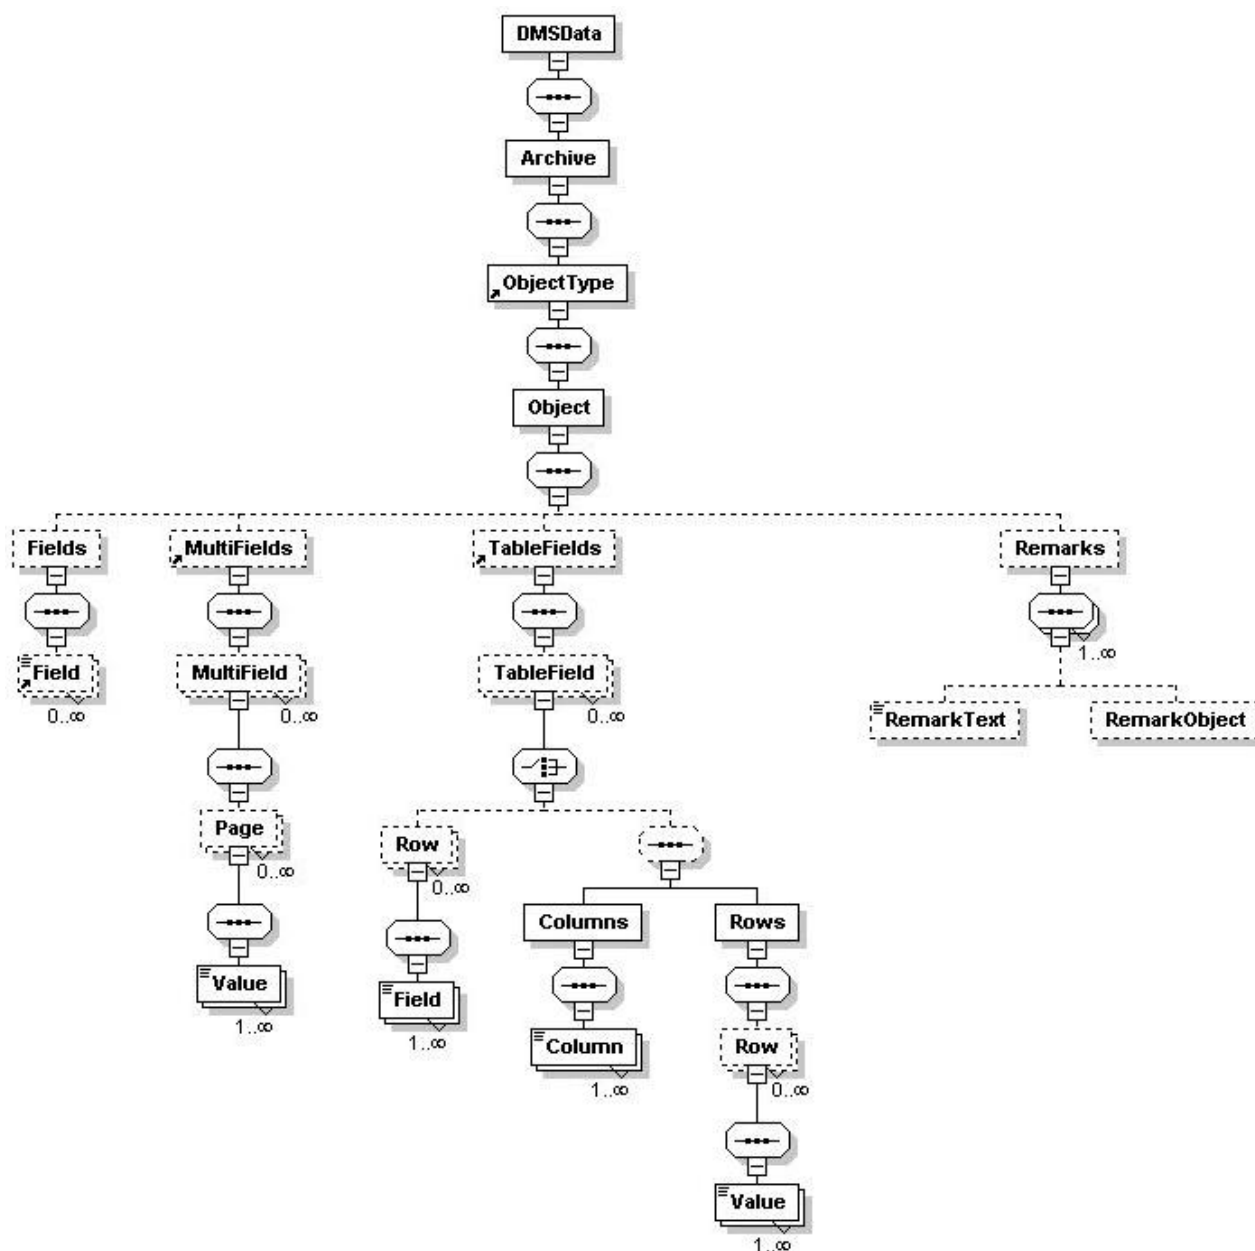 DMSData
Archive
ObjectType
Object
Fields MultiFields TableFields Remarks
Field MultiField TableField 1..∞
0..∞ 0..∞ 0..∞
RemarkText RemarkObject
Page Row
0..∞ 0..∞
Columns Rows
Value Field
1..∞ 1..∞
Column Row
1..∞ 0..∞
Value
1..∞